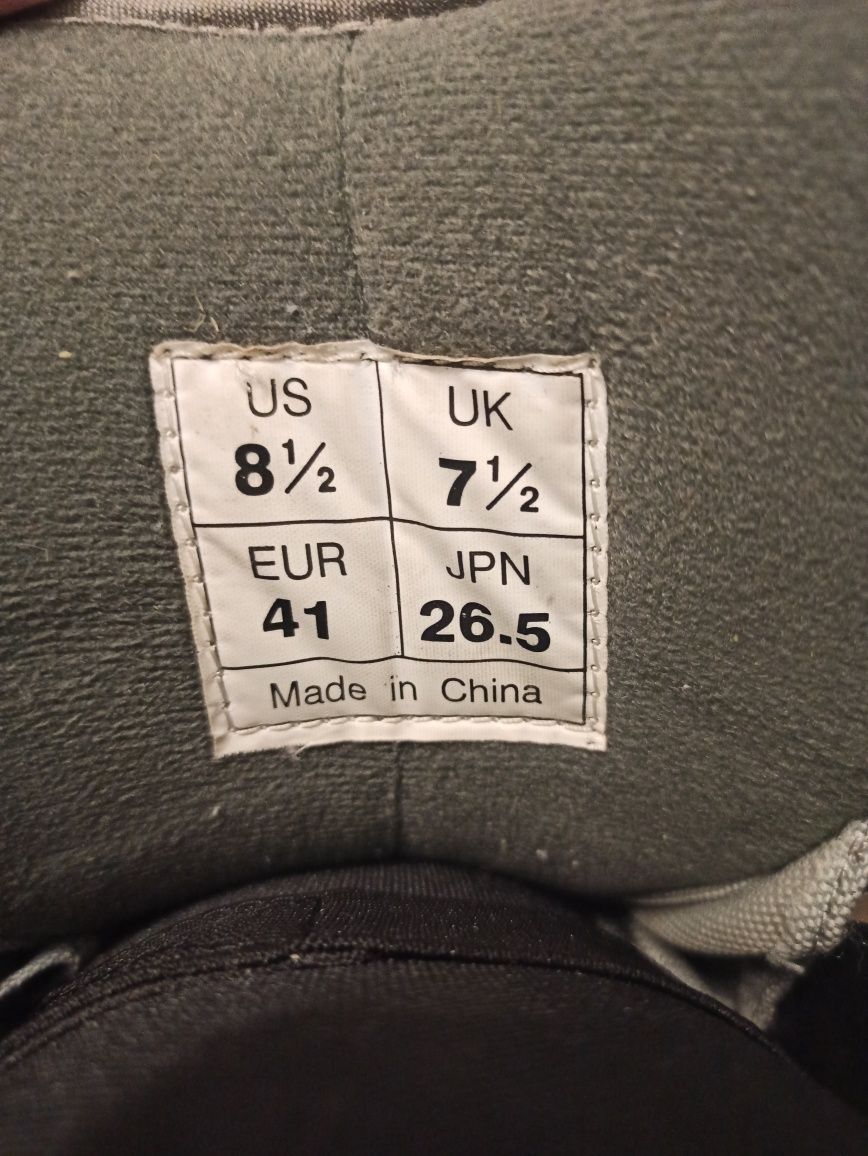 US UK
8½ 7½
EUR JPN
41 26.5
Made in China